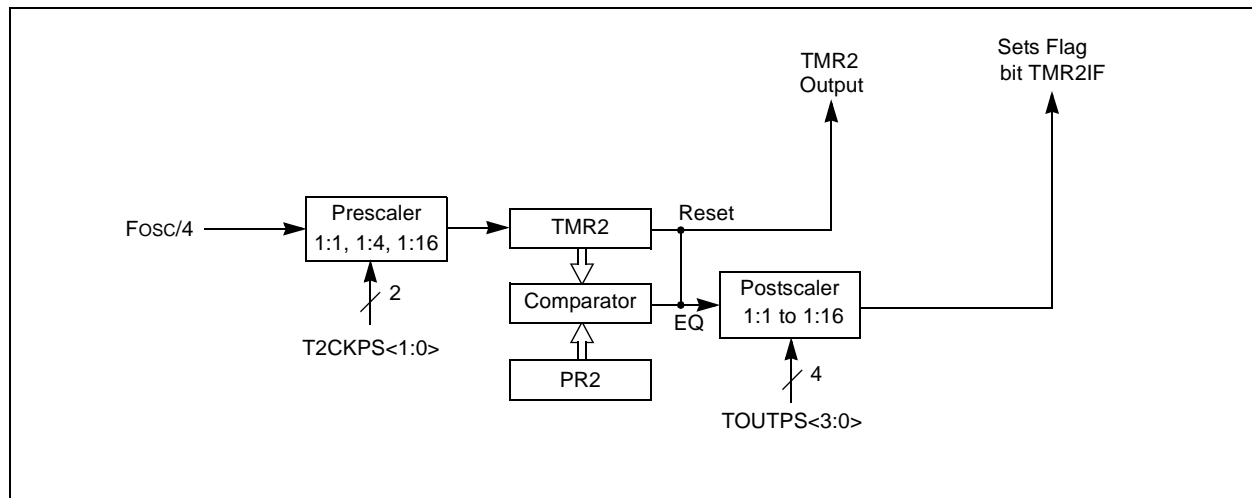 TMR2
Output
Sets Flag
bit TMR2IF
FOSC/4
Prescaler
1:1, 1:4, 1:16
2
T2CKPS<1:0>
TMR2
Reset
Comparator
EQ
PR2
Postscaler
1:1 to 1:16
4
TOUTPS<3:0>